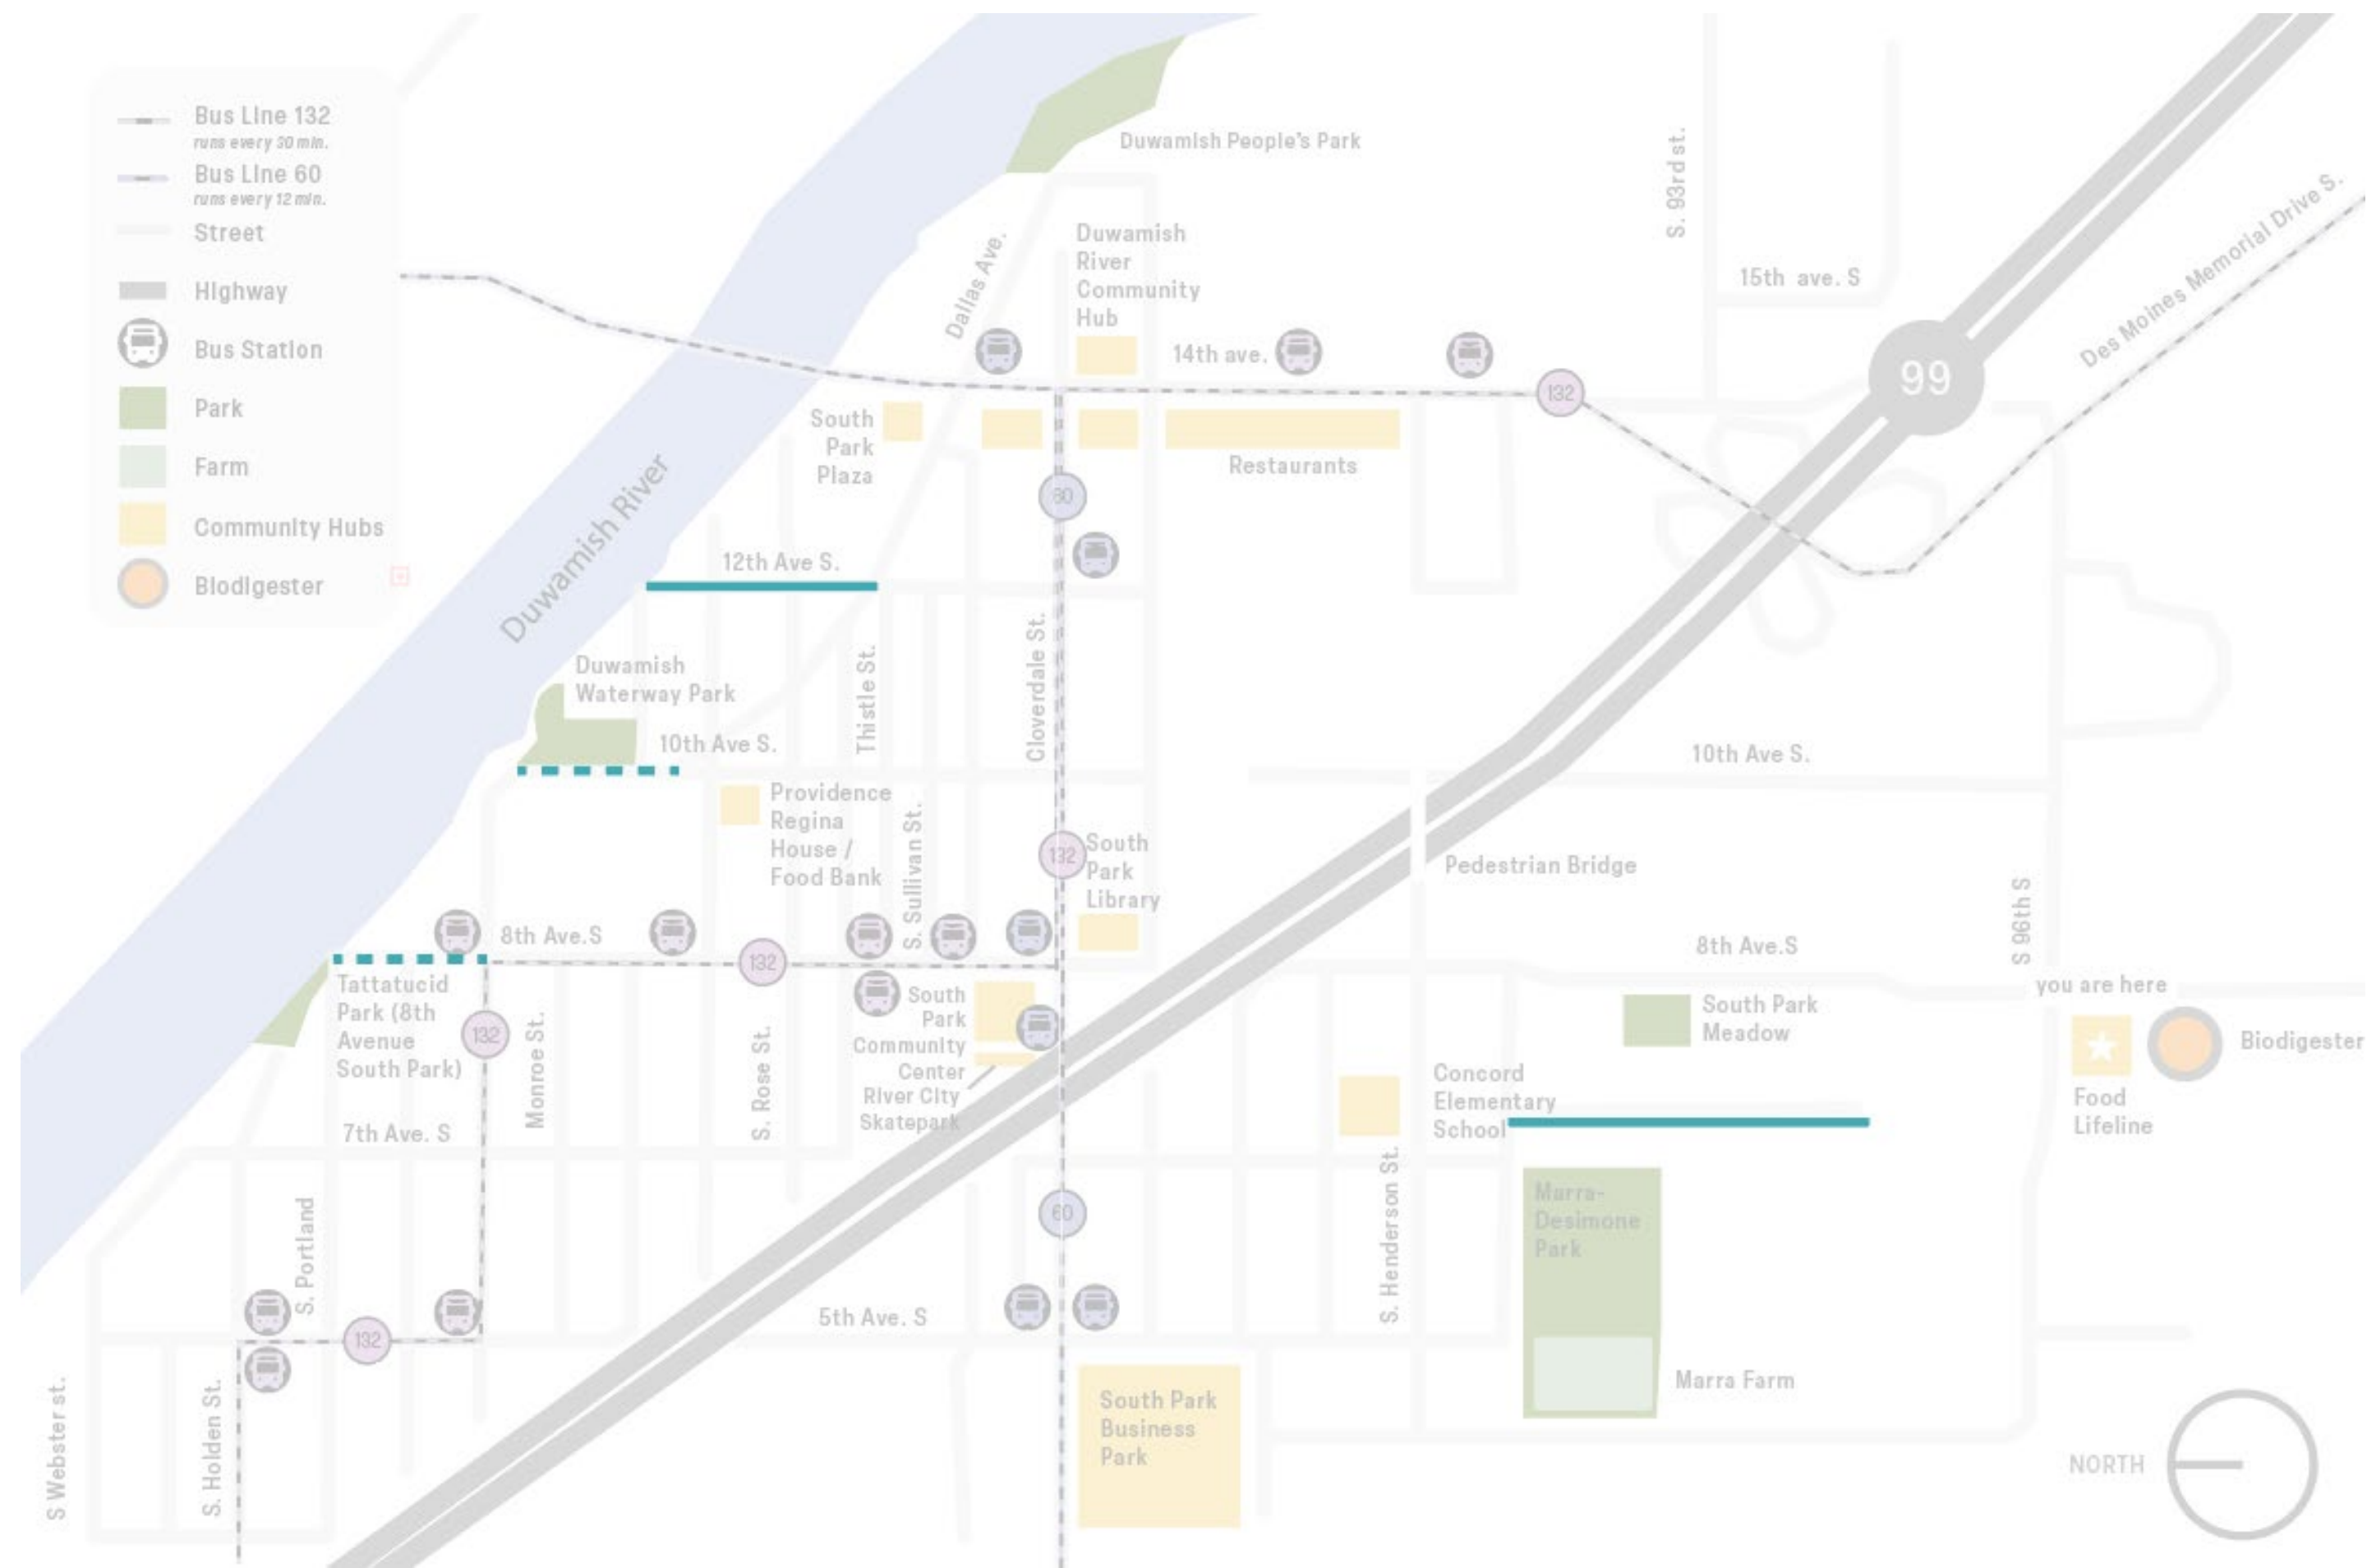 Bus Line 132
runs every 30 min.
Bus Line 60
runs every 12 min.
Street
Highway
Bus Station
Park
Farm
Community Hubs
Biodigester
Duwamish People's Park
S. 93rd st.
Des Moines Memorial Drive S.
Dallas Ave.
Duwamish
River
Community
Hub
15th ave. S
14th ave.
99
132
South
Park
Plaza
Restaurants
Duwamish River
60
12th Ave S.
Duwamish
Waterway Park
Thistle St.
Cloverdale St.
10th Ave S.
10th Ave S.
Providence
Regina
House /
Food Bank
S. Sullivan St.
132
South
Park
Library
Pedestrian Bridge
S 96th S
8th Ave.S
132
8th Ave.S
you are here
Tattatucid
Park (8th
Avenue
South Park)
132
Monroe St.
S. Rose St.
South
Park
Community
Center
River City
Skatepark
South Park
Meadow
Biodigester
Food
Lifeline
Concord
Elementary
School
7th Ave. S
S. Portland
60
S. Henderson St.
Marra-
Desimone
Park
132
5th Ave. S
Marra Farm
S Webster st.
S. Holden St.
South Park
Business
Park
NORTH